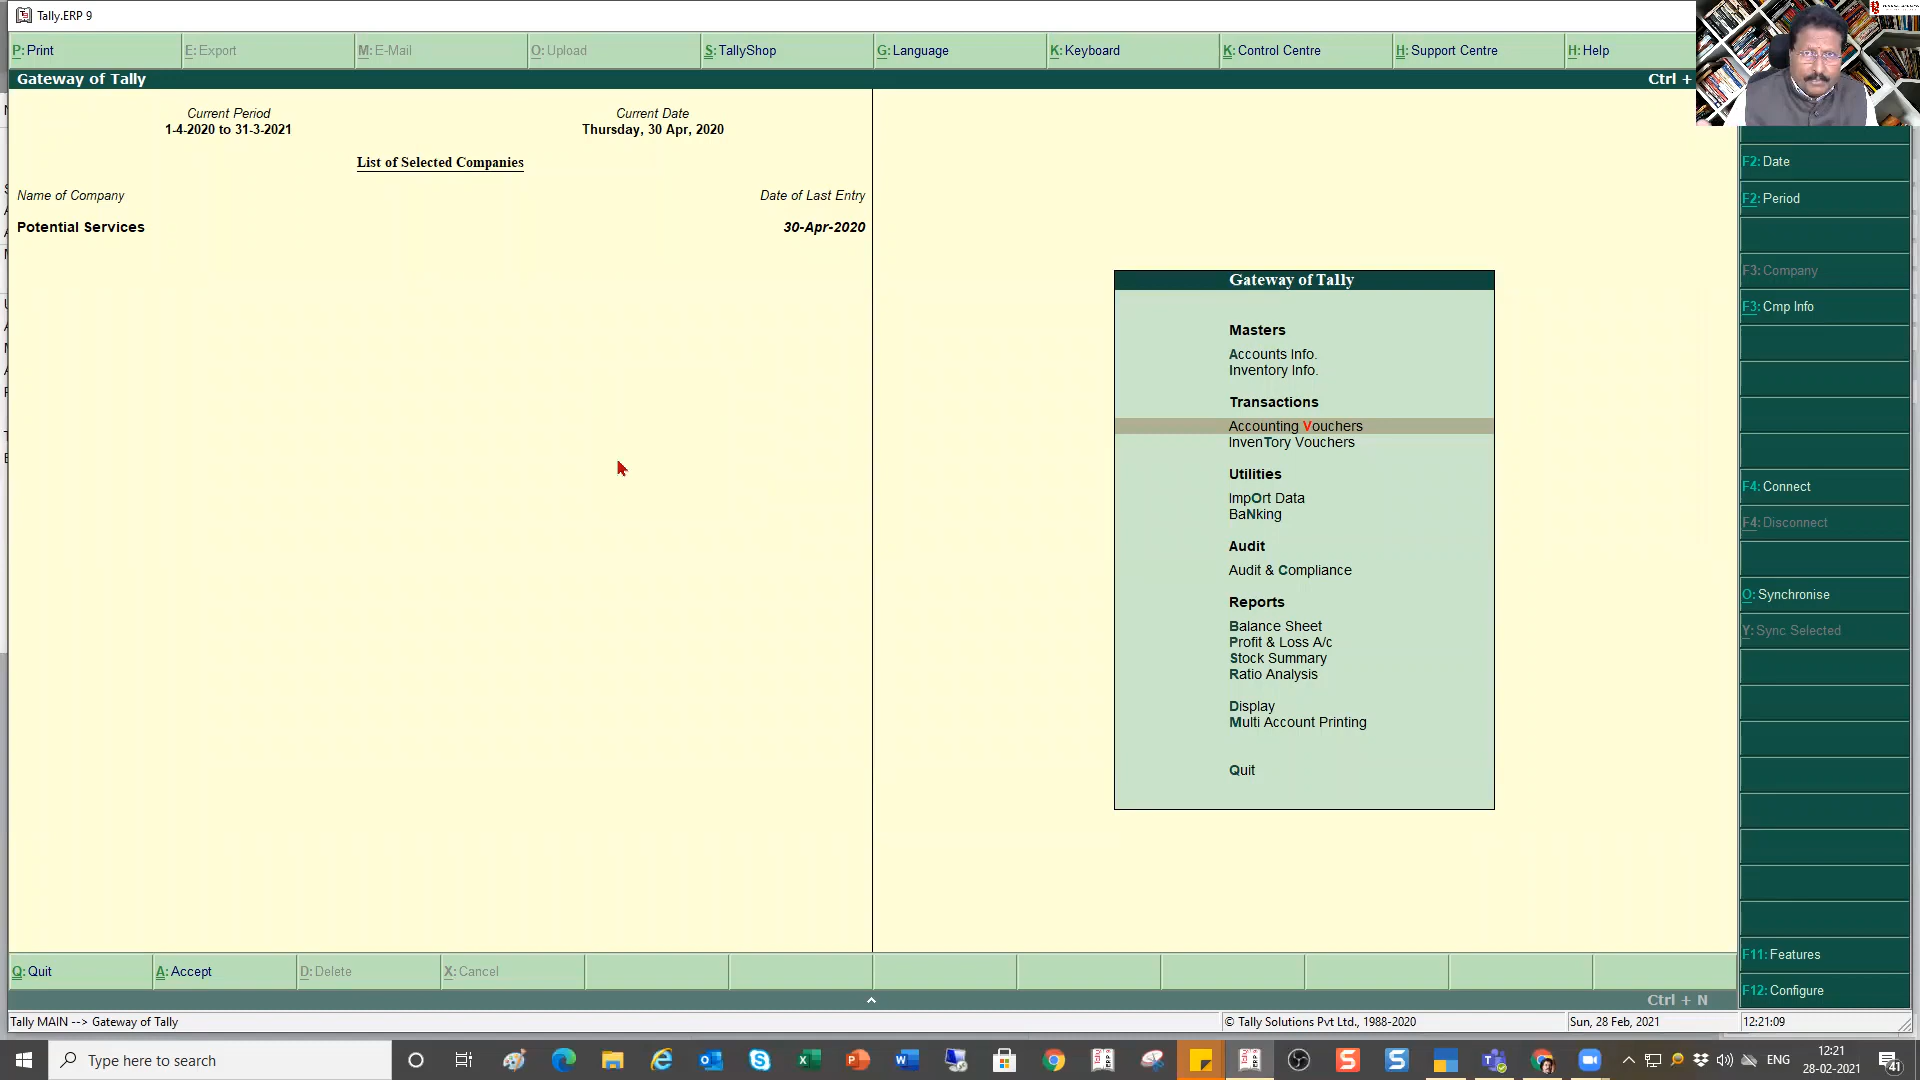 Tally.ERP 9
P: Print
E: Export
M: E-Mail
O: Upload
S: TallyShop
G: Language
K: Keyboard
K: Control Centre
H: Support Centre
H: Help
Gateway of Tally
Ctrl +
Current Period
1-4-2020 to 31-3-2021
Current Date
Thursday, 30 Apr, 2020
List of Selected Companies
Name of Company
Date of Last Entry
Potential Services
30-Apr-2020
Gateway of Tally
Masters
Accounts Info.
Inventory Info.
Transactions
Accounting Vouchers
InvenTory Vouchers
Utilities
ImpOrt Data
BaNking
Audit
Audit & Compliance
Reports
Balance Sheet
Profit & Loss A/c
Stock Summary
Ratio Analysis
Display
Multi Account Printing
Quit
F2: Date
F2: Period
F3: Company
F3: Cmp Info
F4: Connect
F4: Disconnect
O: Synchronise
Y: Sync Selected
F11: Features
F12: Configure
Q: Quit
A: Accept
D: Delete
X: Cancel
Ctrl + N
Tally MAIN --> Gateway of Tally
© Tally Solutions Pvt Ltd., 1988-2020
Sun, 28 Feb, 2021
12:21:09
Type here to search
ENG
12:21
28-02-2021
41